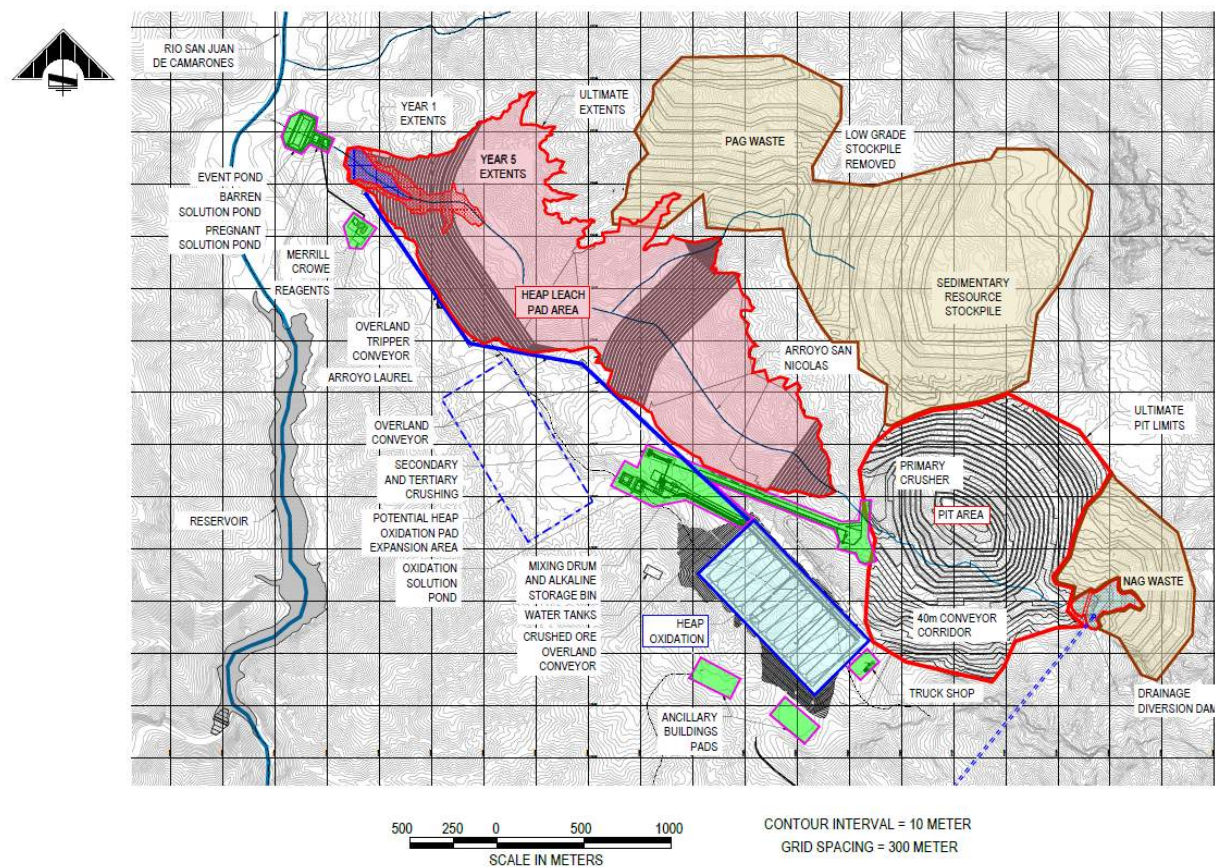 RIO SAN JUAN
DE CAMARONES
YEAR 1
EXTENTS
ULTIMATE
EXTENTS
YEAR 5
EXTENTS
PAG WASTE
LOW GRADE
STOCKPILE
REMOVED
EVENT POND
BARREN
SOLUTION POND
PREGNANT
SOLUTION POND
MERRILL
CROWE
REAGENTS
HEAP LEACH
PAD AREA
SEDIMENTARY
RESOURCE
STOCKPILE
OVERLAND
TRIPPER
CONVEYOR
ARROYO LAUREL
ARROYO SAN
NICOLAS
OVERLAND
CONVEYOR
ULTIMATE
PIT LIMITS
SECONDARY
AND TERTIARY
CRUSHING
PRIMARY
CRUSHER
RESERVOIR
POTENTIAL HEAP
OXIDATION PAD
EXPANSION AREA
PIT AREA
OXIDATION
SOLUTION
POND
MIXING DRUM
AND ALKALINE
STORAGE BIN
WATER TANKS
CRUSHED ORE
OVERLAND
CONVEYOR
HEAP
OXIDATION
NAG WASTE
40m CONVEYOR
CORRIDOR
TRUCK SHOP
DRAINAGE
DIVERSION DAM
ANCILLARY
BUILDINGS
PADS
500 250 0 500 1000
SCALE IN METERS
CONTOUR INTERVAL = 10 METER
GRID SPACING = 300 METER